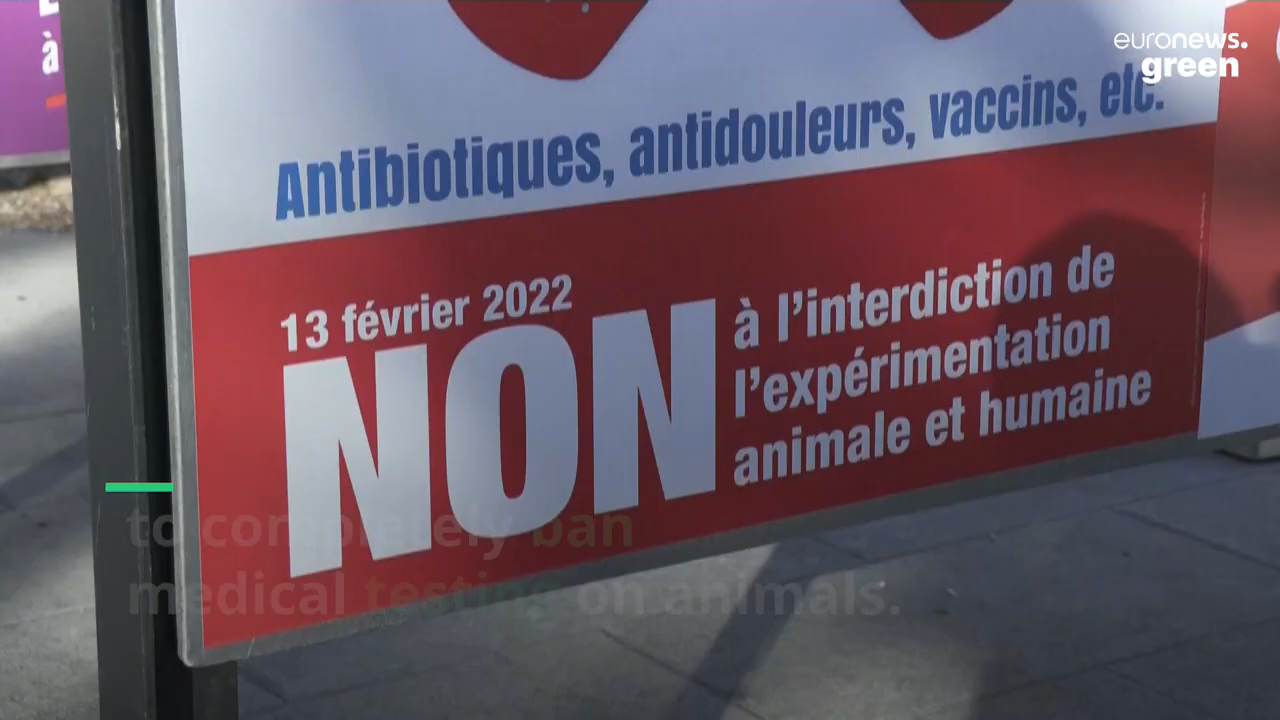 euronews.
green
à
Antibiotiques, antidouleurs, vaccins, etc.
13 février 2022
NON
à l'interdiction de
l'expérimentation
animale et humaine
to completely ban
medical testing on animals.